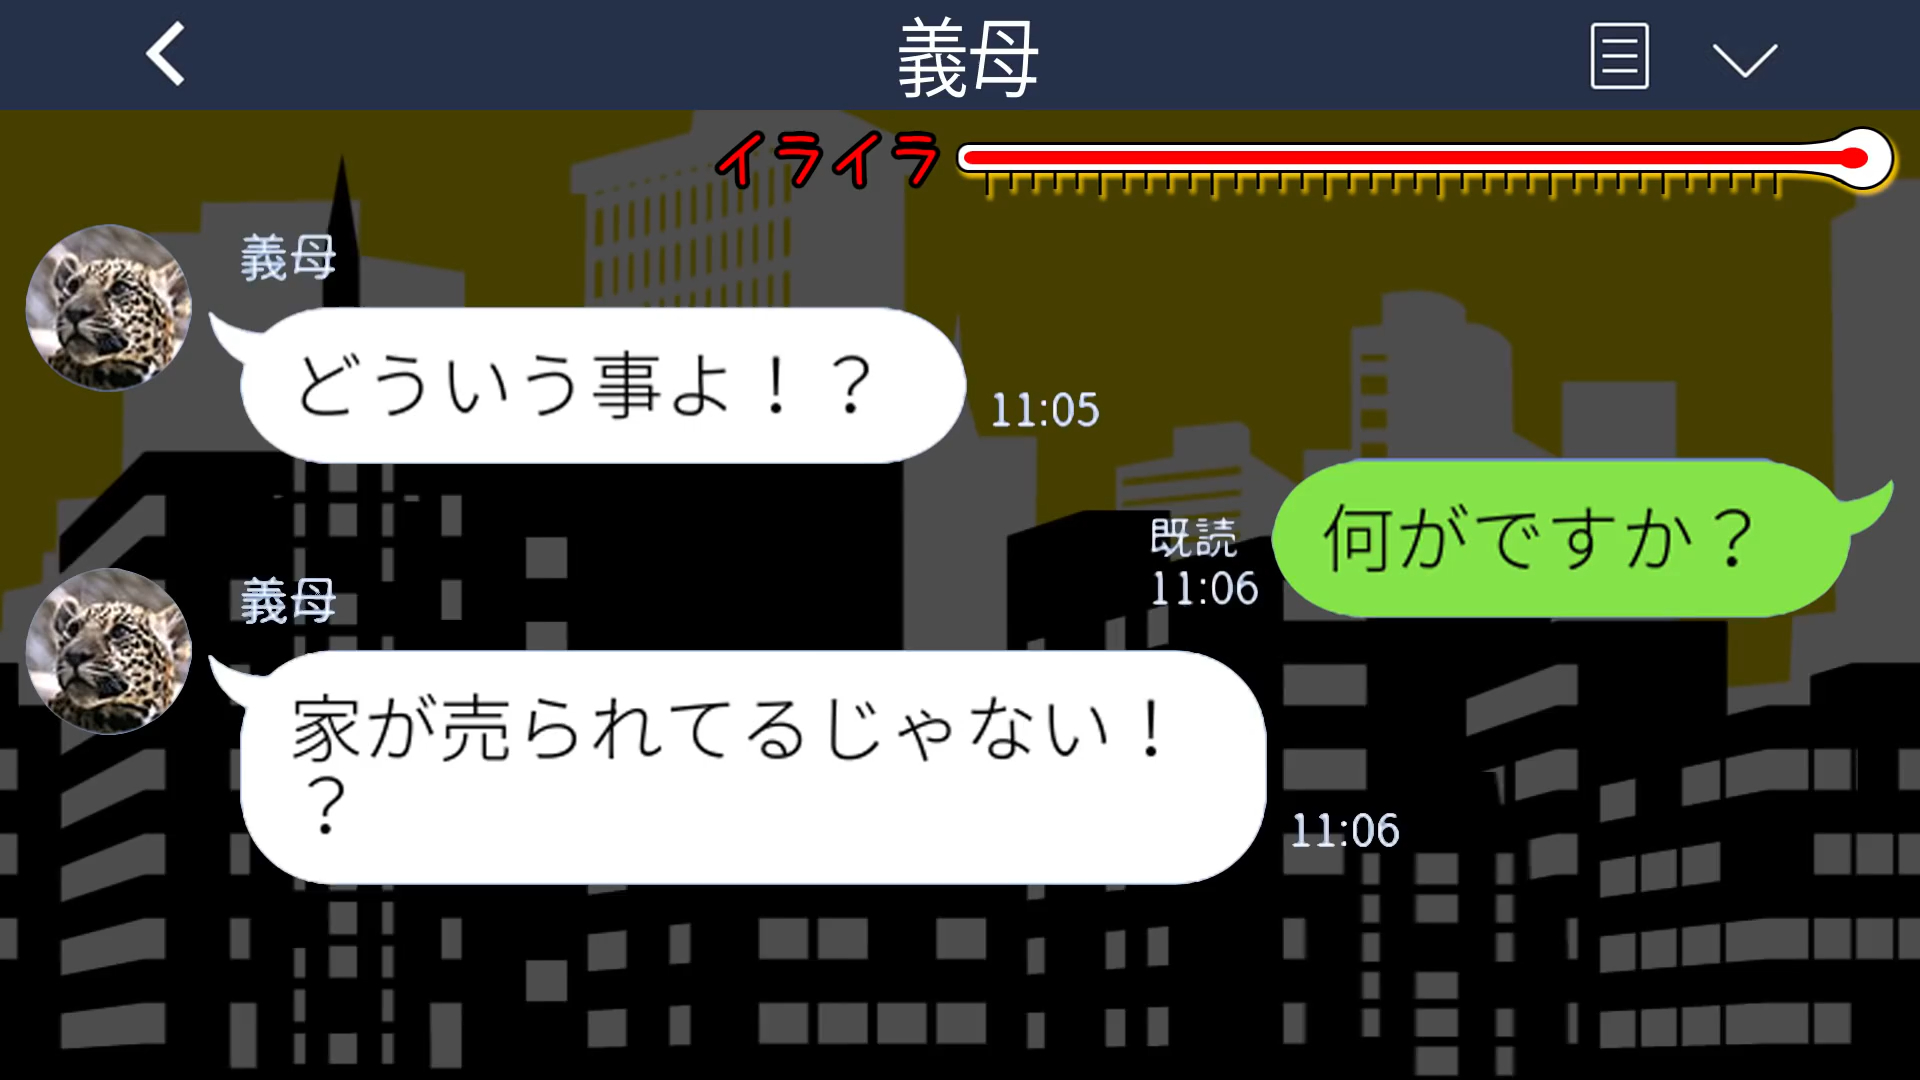 義母
イライラ
義母
どういう事よ！？
11:05
何がですか？
既読
11:06
義母
家が売られてるじゃない！
？
11:06